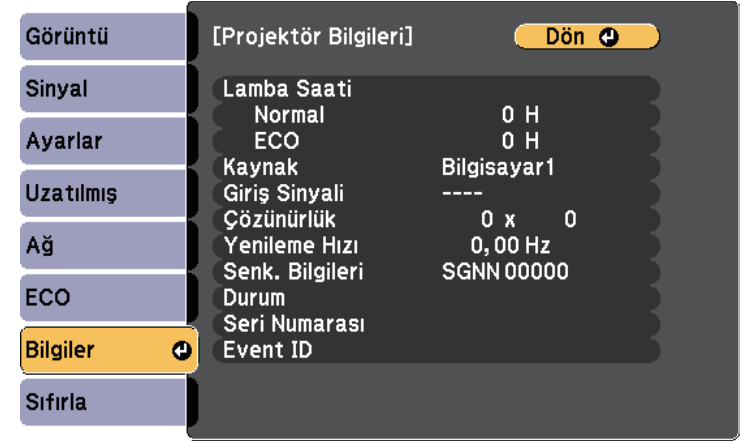 Görüntü
Sinyal
Ayarlar
Uzatılmış
Ağ
ECO
Bilgiler
Sıfırla
[Projektör Bilgileri]
Dön
Lamba Saati
Normal 0 H
ECO 0 H
Kaynak Bilgisayar1
Giriş Sinyali ----
Çözünürlük 0 x 0
Yenileme Hızı 0,00 Hz
Senk. Bilgileri SGNN 00000
Durum
Seri Numarası
Event ID